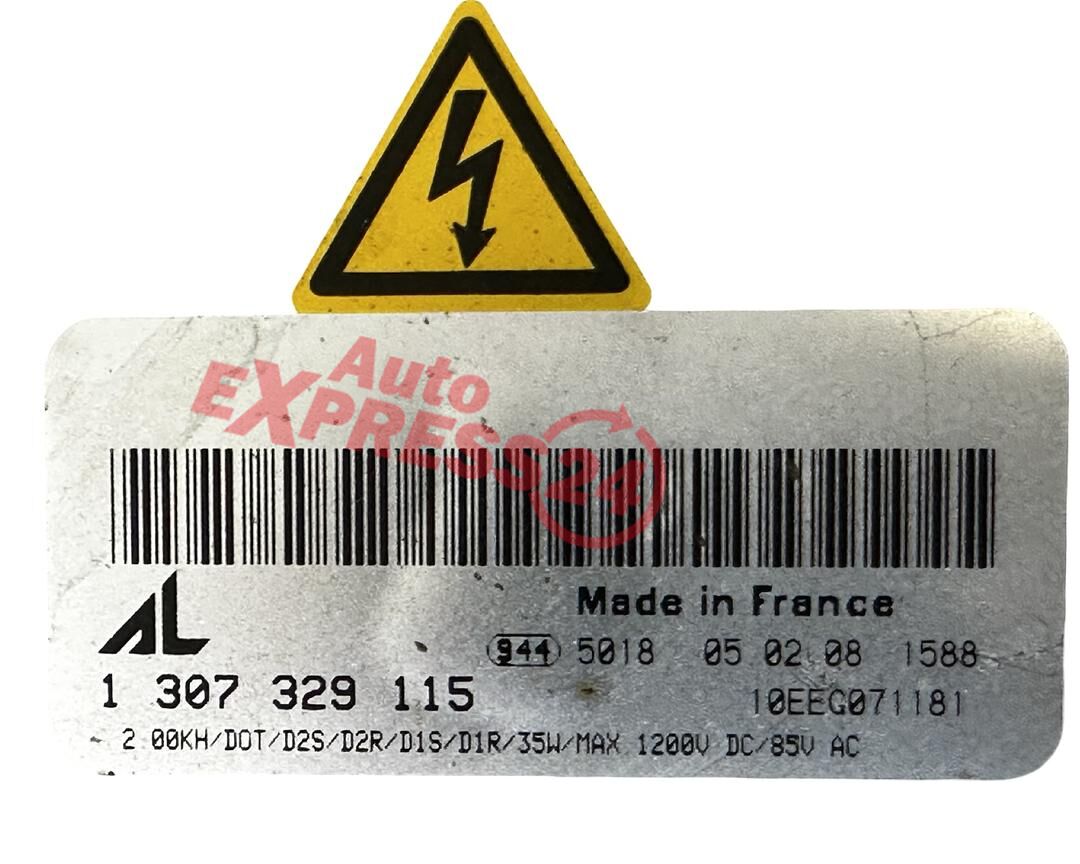 Auto
EXPRESS24
AL
Made in France
944 5018 05 02 08 1588
1 307 329 115
10EEG071181
2 00KH/DOT/D2S/D2R/D1S/D1R/35W/MAX 1200V DC/85V AC